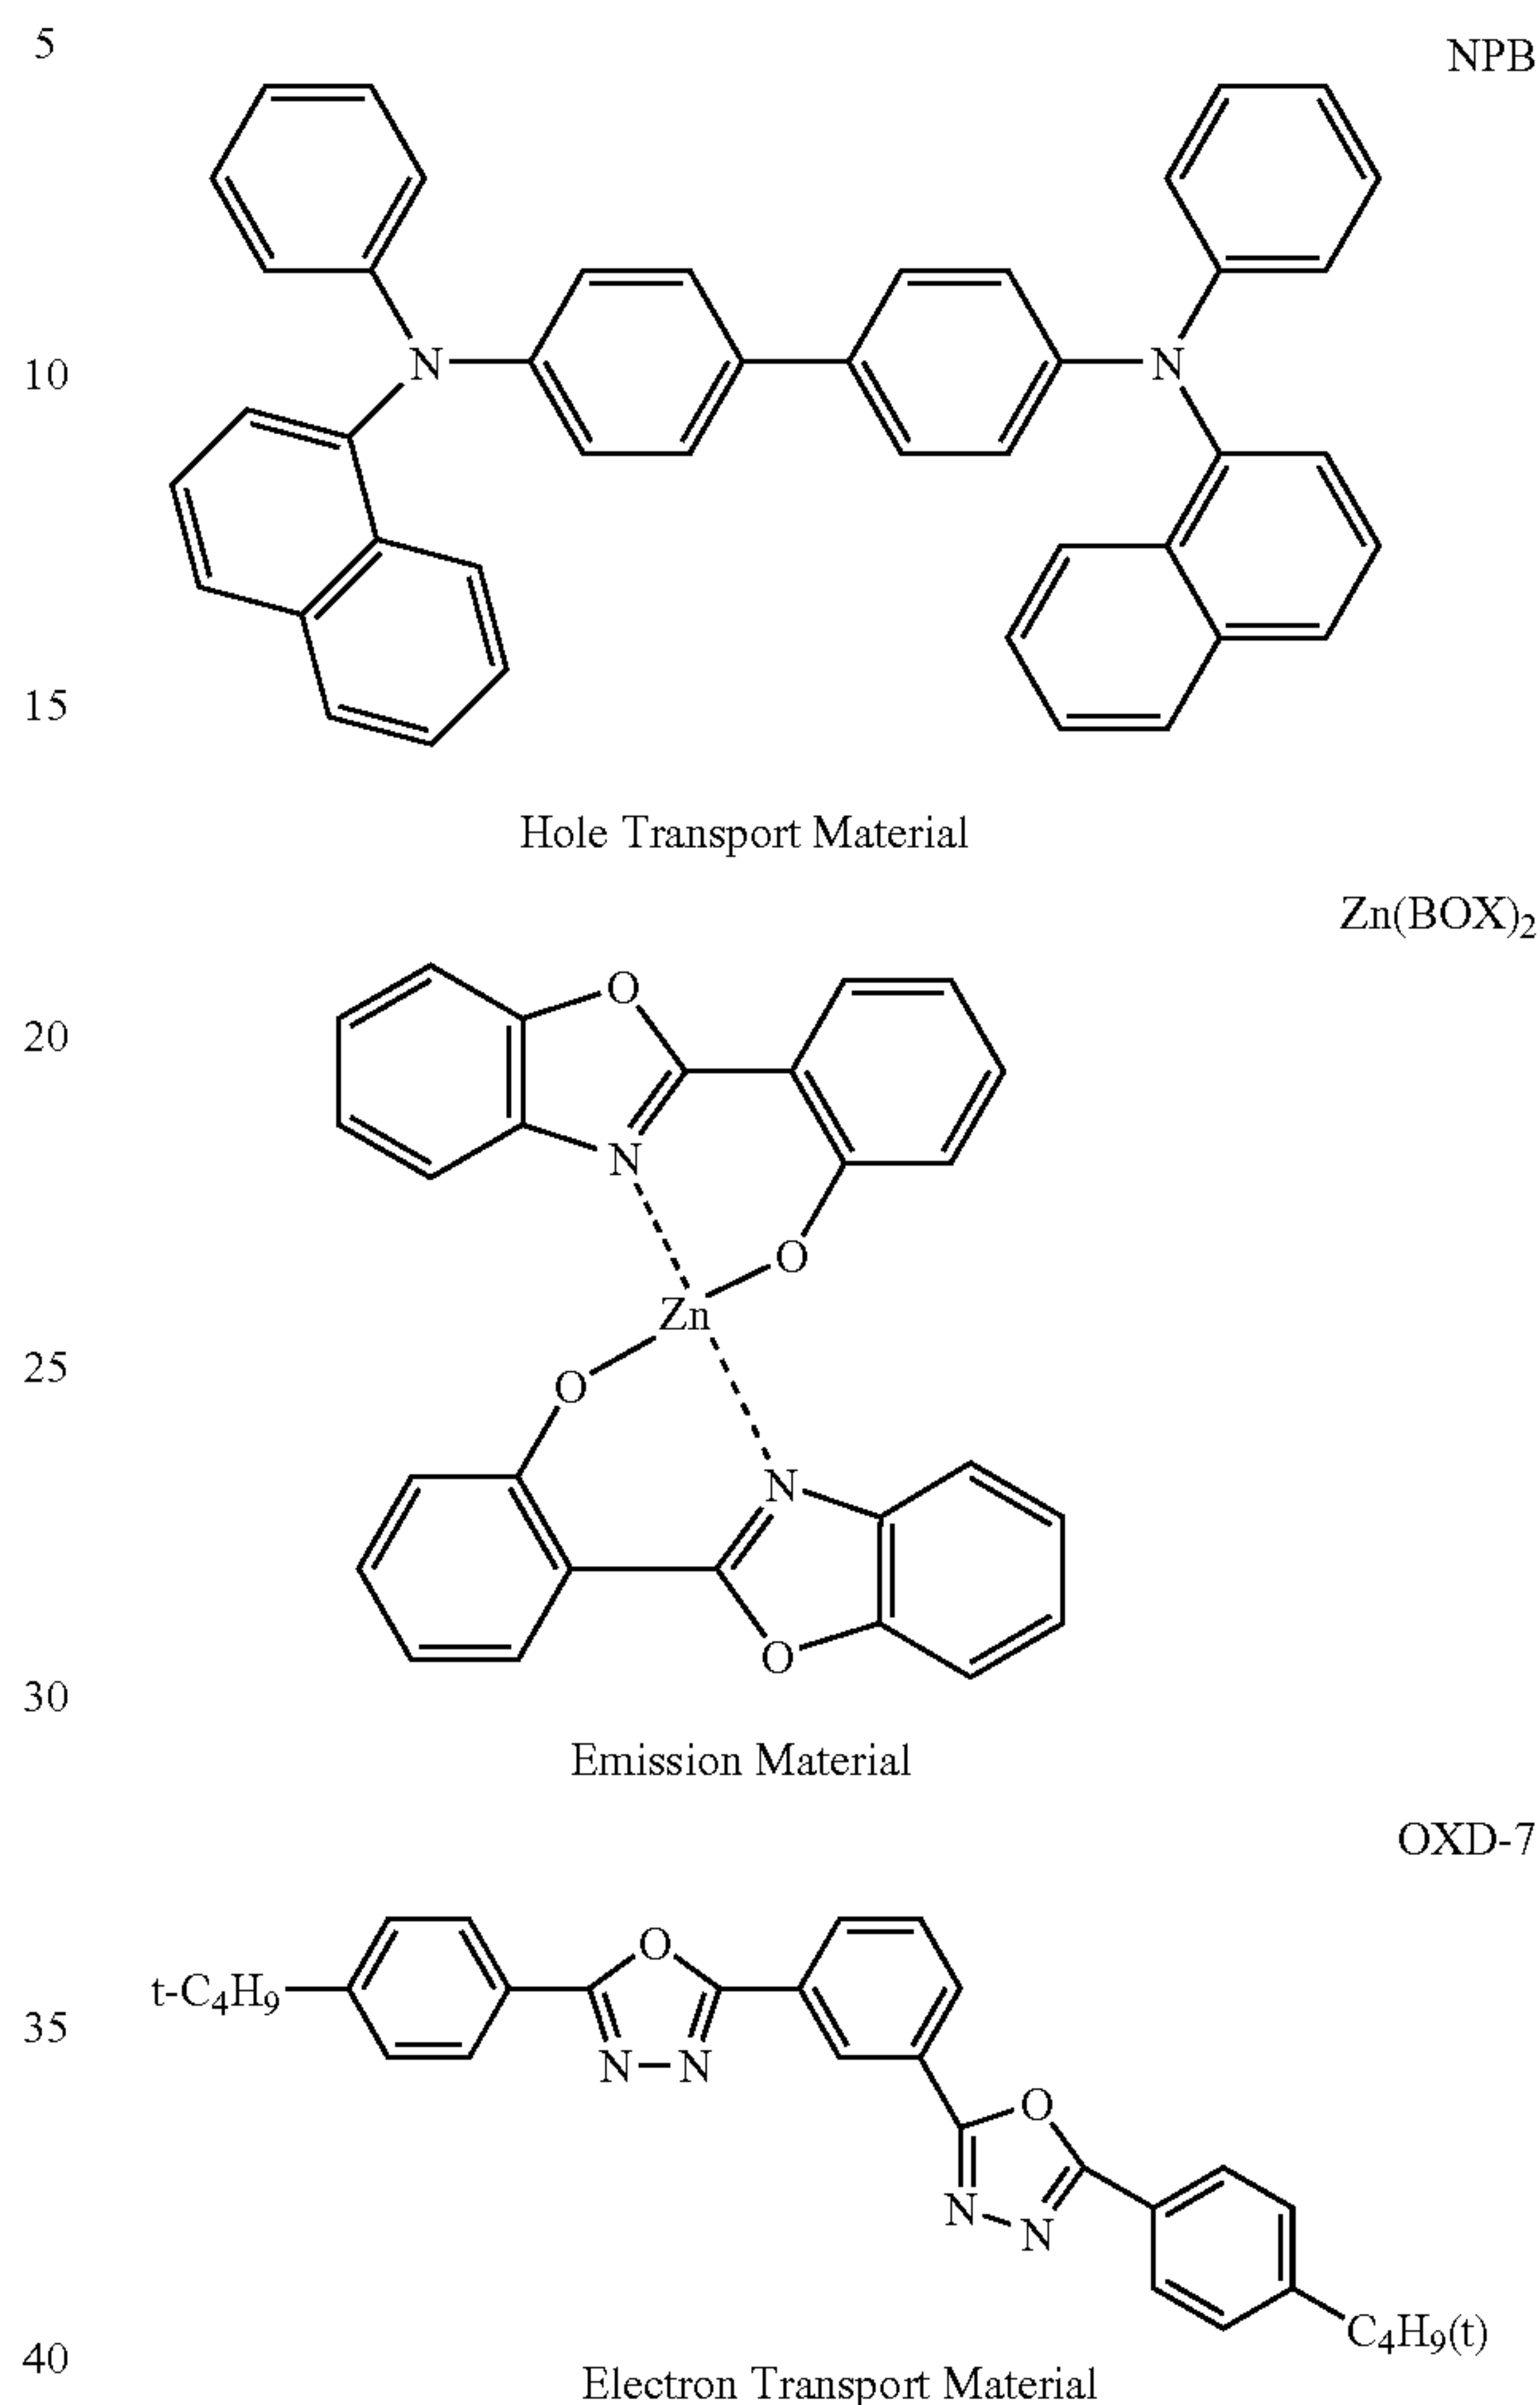 5
NPB
N
N
10
15
Hole Transport Material
Zn(BOX)₂
O
20
N
O
Zn
25
O
N
O
30
Emission Material
OXD-7
O
t-C₄H₉
35
N N
O
N
N
C₄H₉(t)
40
Electron Transport Material